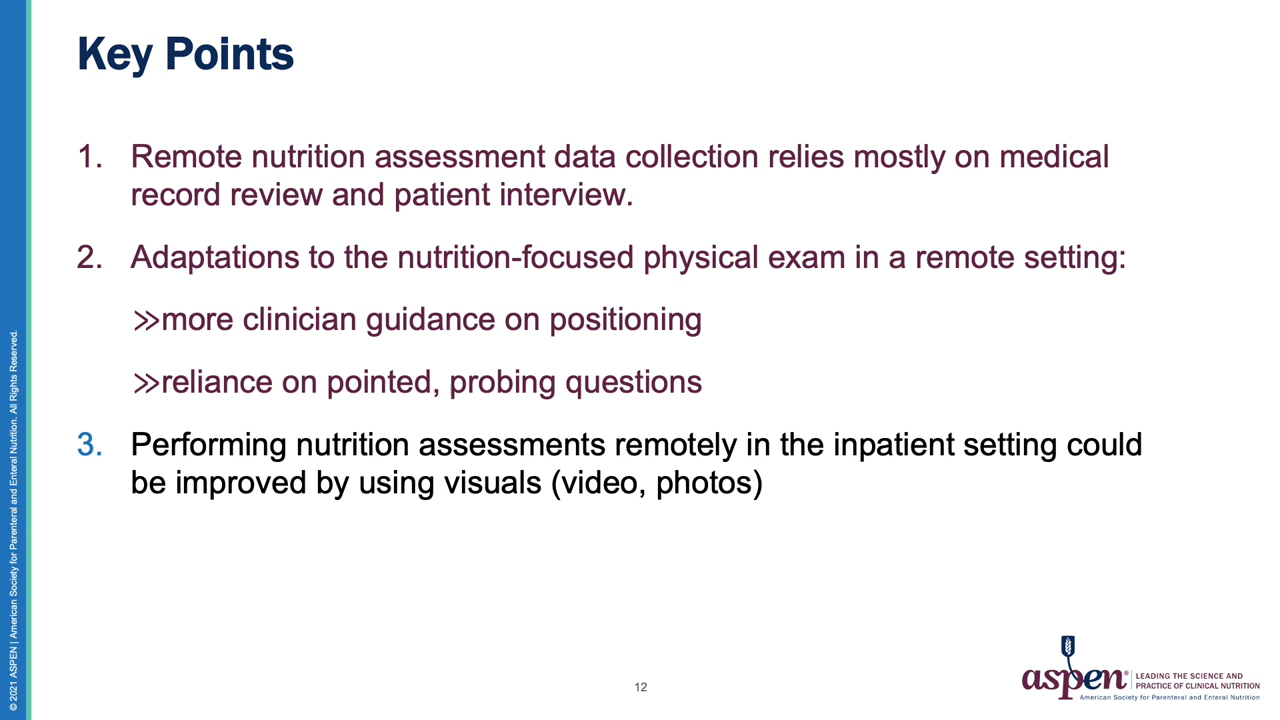 Key Points
1. Remote nutrition assessment data collection relies mostly on medical
record review and patient interview.
2. Adaptations to the nutrition-focused physical exam in a remote setting:
>>more clinician guidance on positioning
>>reliance on pointed, probing questions
3. Performing nutrition assessments remotely in the inpatient setting could
be improved by using visuals (video, photos)
© 2021 ASPEN | American Society for Parenteral and Enteral Nutrition. All Rights Reserved.
12
aspen® LEADING THE SCIENCE AND
PRACTICE OF CLINICAL NUTRITION
American Society for Parenteral and Enteral Nutrition